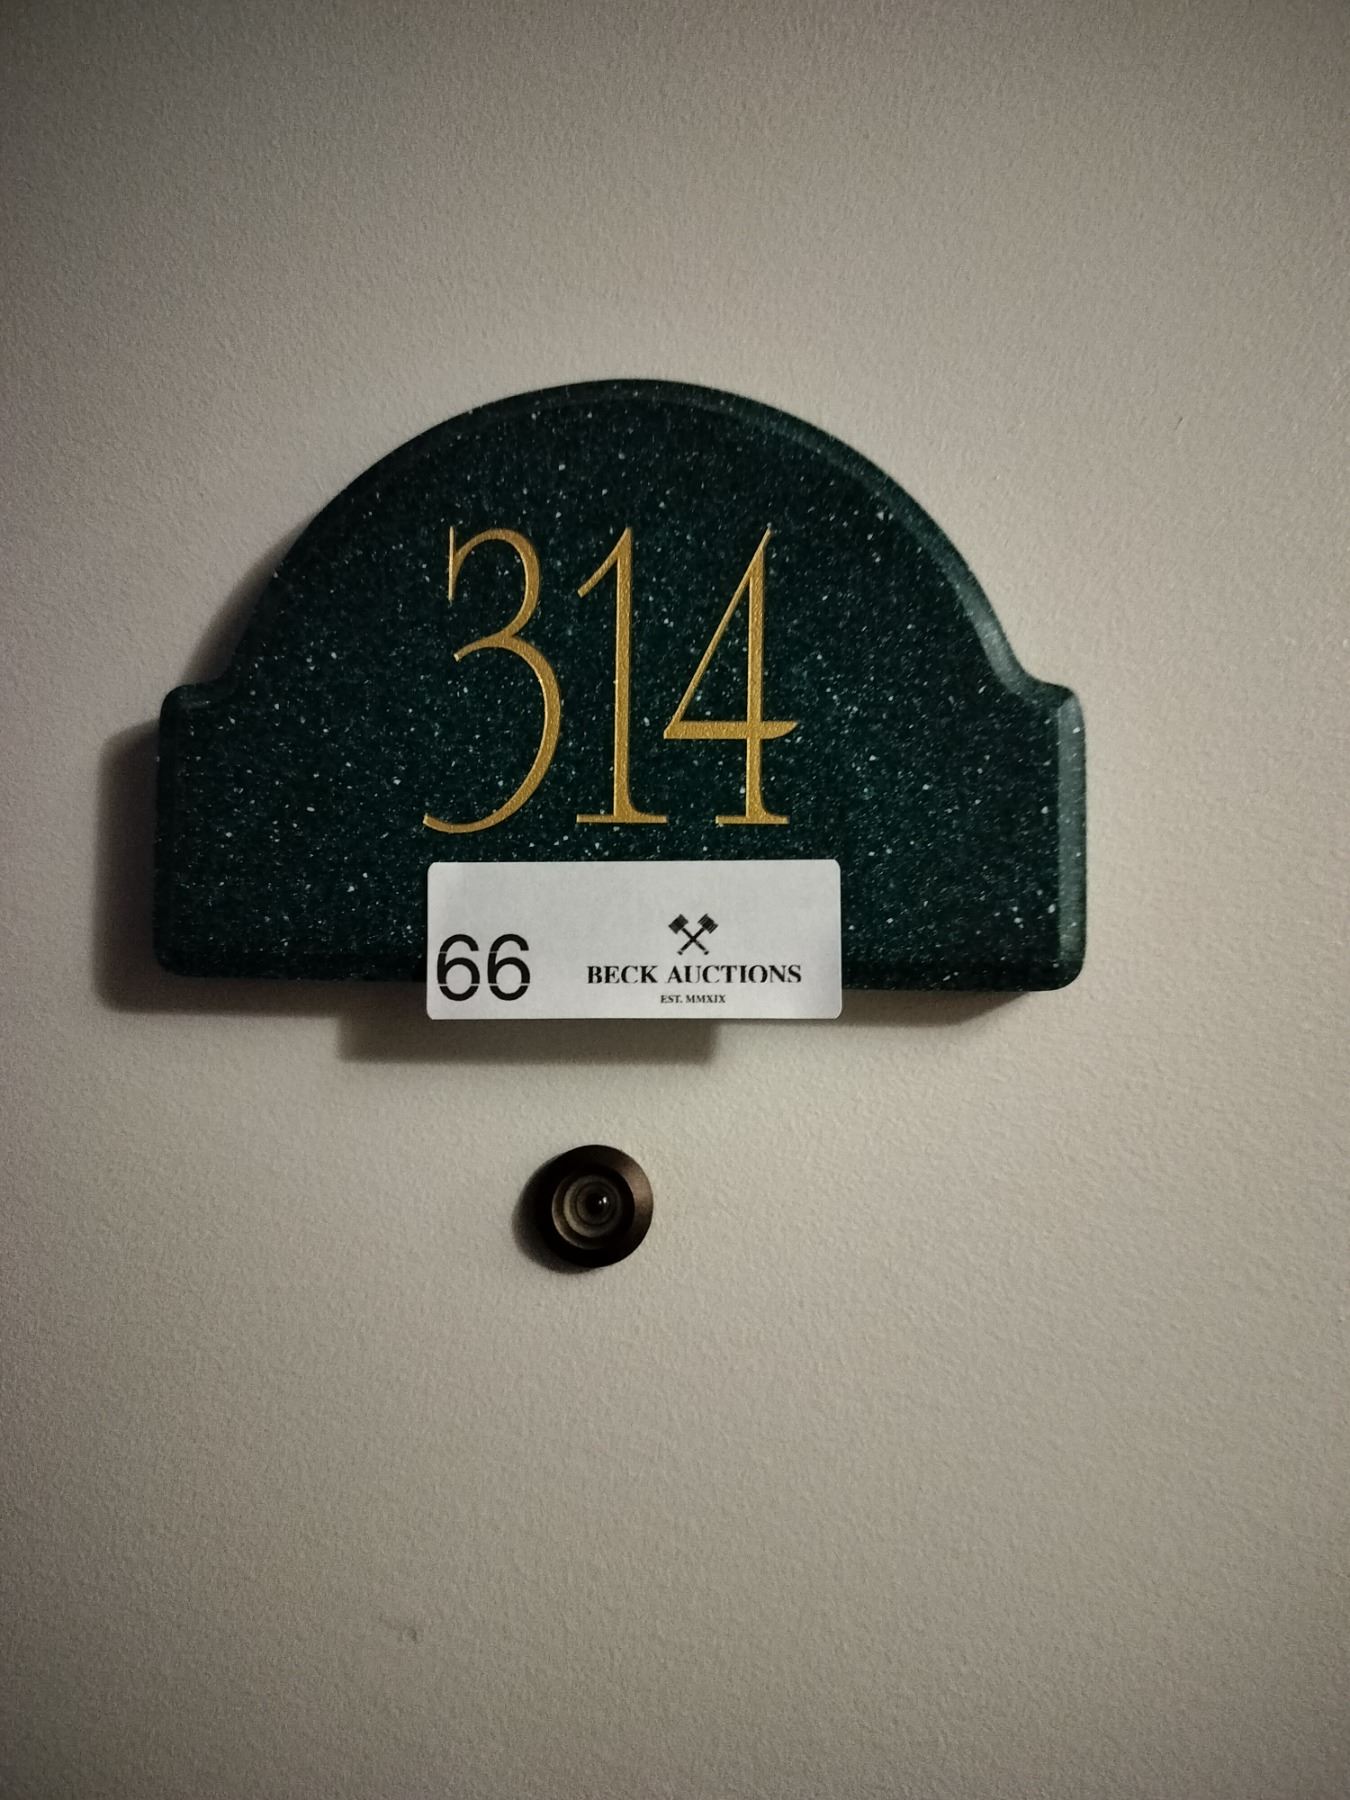 314
66
BECK AUCTIONS
EST. MMXIX